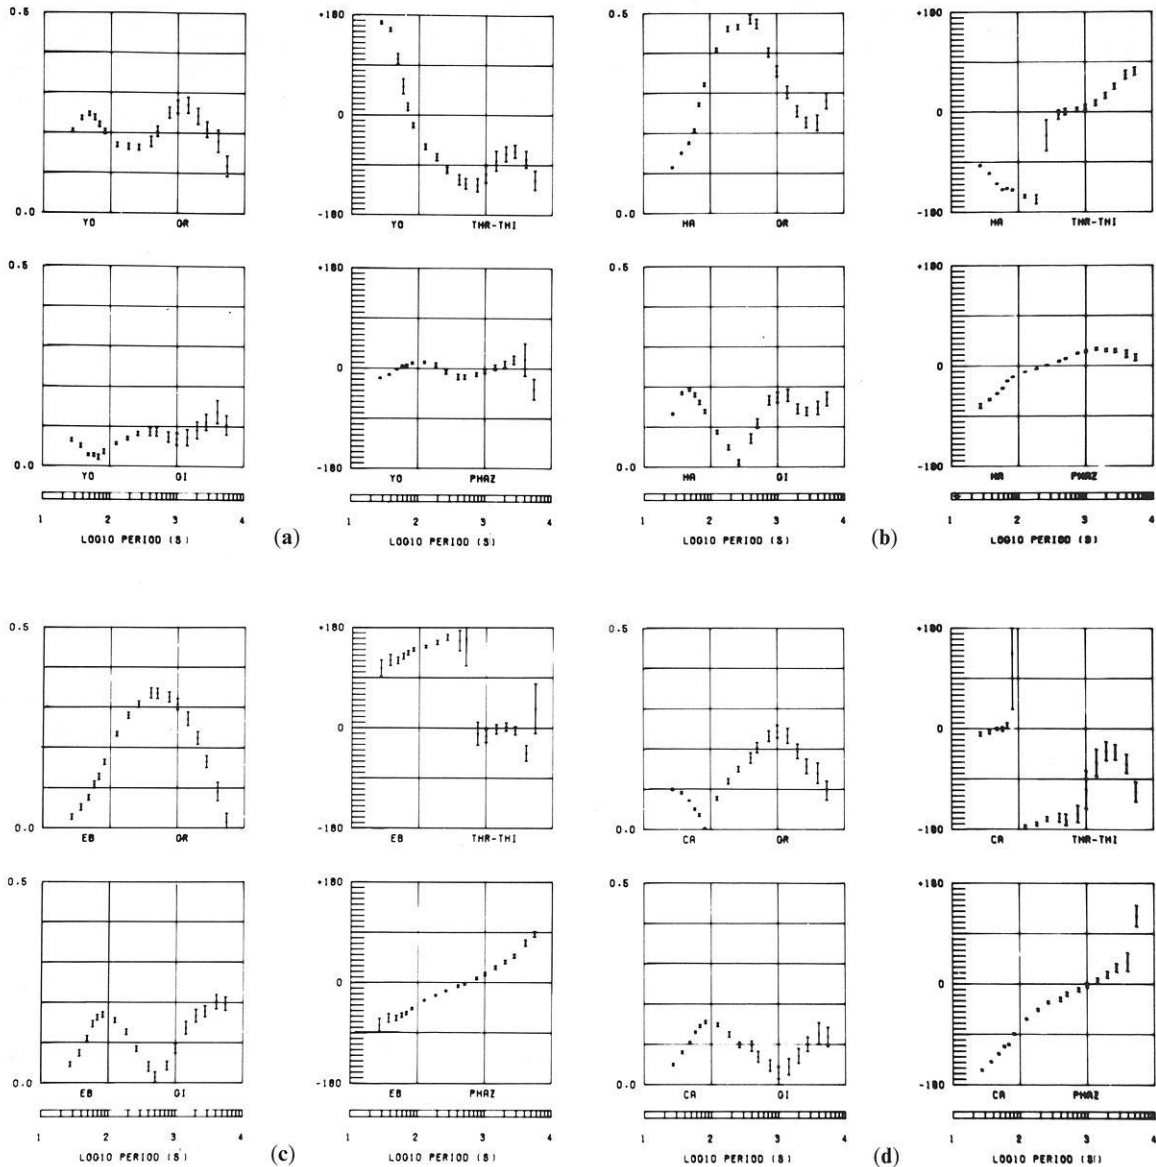 0.5 +180 0.5 +180
0 0
0.0 -180 0.0 -180
YO GR YO THR-THI HA GR HA THR-THI
0.5 +180 0.5 +180
0 0
0.0 -180 0.0 -180
YO GI YO PHAZ HA GI HA PHAZ
1 2 3 4 1 2 3 4 1 2 3 4 1 2 3 4
LOG10 PERIOD (S) (a) LOG10 PERIOD (S) LOG10 PERIOD (S) (b) LOG10 PERIOD (S)
0.5 +180 0.5 +180
0 0
0.0 -180 0.0 -180
EB GR EB THR-THI CA GR CA THR-THI
0.5 +180 0.5 +180
0 0
0.0 -180 0.0 -180
EB GI EB PHAZ CA GI CA PHAZ
1 2 3 4 1 2 3 4 1 2 3 4 1 2 3 4
LOG10 PERIOD (S) (c) LOG10 PERIOD (S) LOG10 PERIOD (S) (d) LOG10 PERIOD (S)